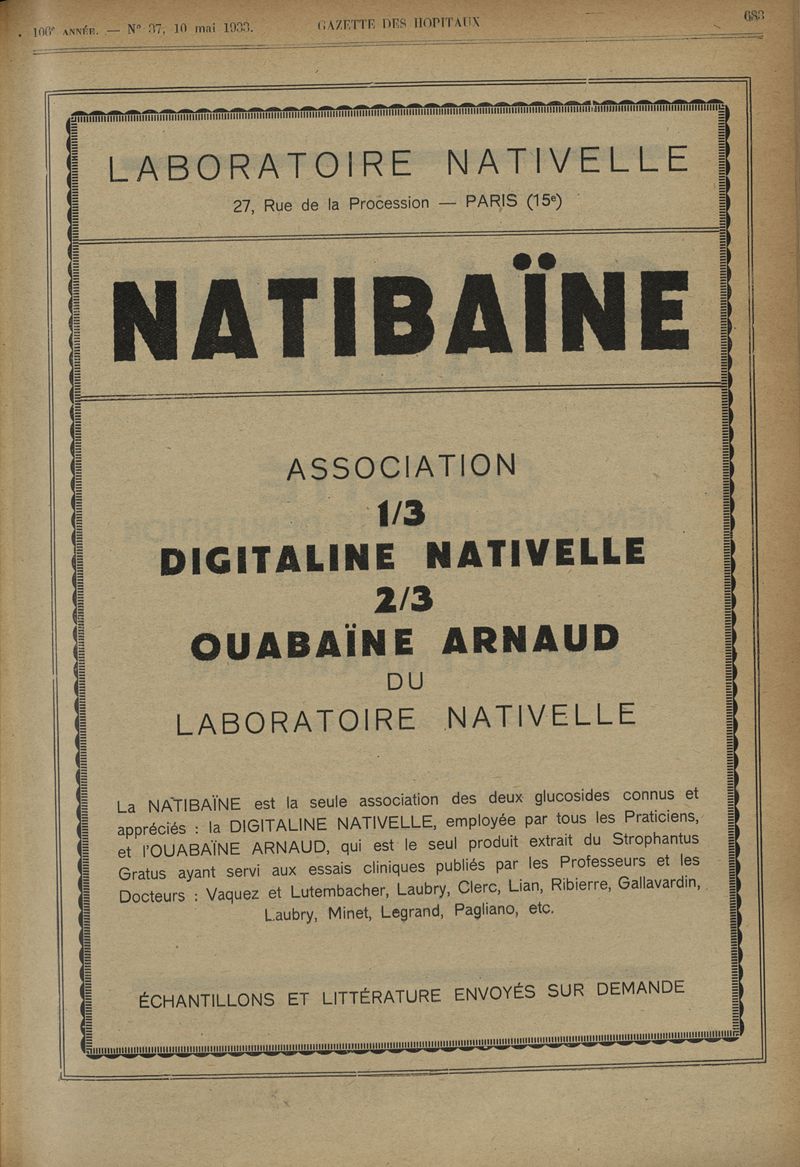 106e ANNÉE. — No 37, 10 mai 1933. GAZETTE DES HOPITAUX 683
LABORATOIRE NATIVELLE
27, Rue de la Procession — PARIS (15e)
NATIBAÏNE
ASSOCIATION
1/3
DIGITALINE NATIVELLE
2/3
OUABAÏNE ARNAUD
DU
LABORATOIRE NATIVELLE
La NATIBAÏNE est la seule association des deux glucosides connus et
appréciés : la DIGITALINE NATIVELLE, employée par tous les Praticiens,
et l'OUABAÏNE ARNAUD, qui est le seul produit extrait du Strophantus
Gratus ayant servi aux essais cliniques publiés par les Professeurs et les
Docteurs : Vaquez et Lutembacher, Laubry, Clerc, Lian, Ribierre, Gallavardin,
Laubry, Minet, Legrand, Pagliano, etc.
ÉCHANTILLONS ET LITTÉRATURE ENVOYÉS SUR DEMANDE